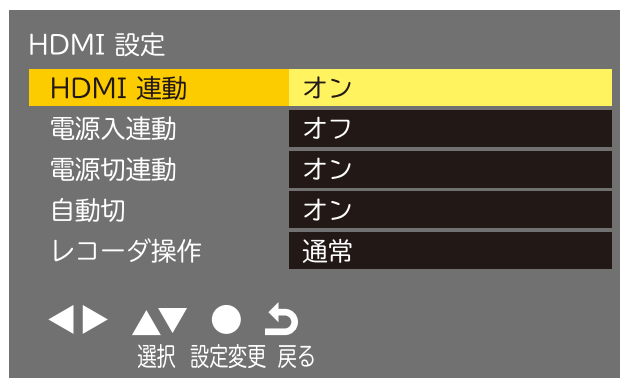 HDMI 設定
HDMI 連動 オン
電源入連動 オフ
電源切連動 オン
自動切 オン
レコーダ操作 通常
選択 設定変更 戻る